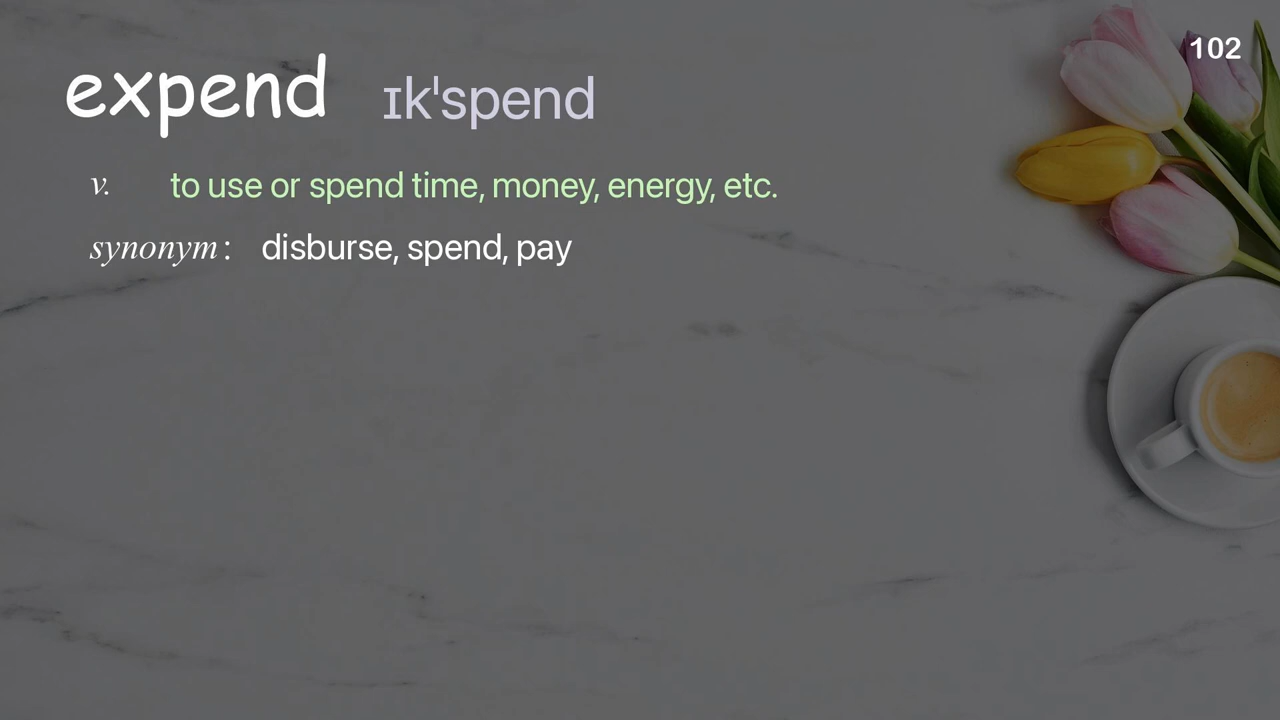 102
expend ɪk'spend
v. to use or spend time, money, energy, etc.
synonym : disburse, spend, pay